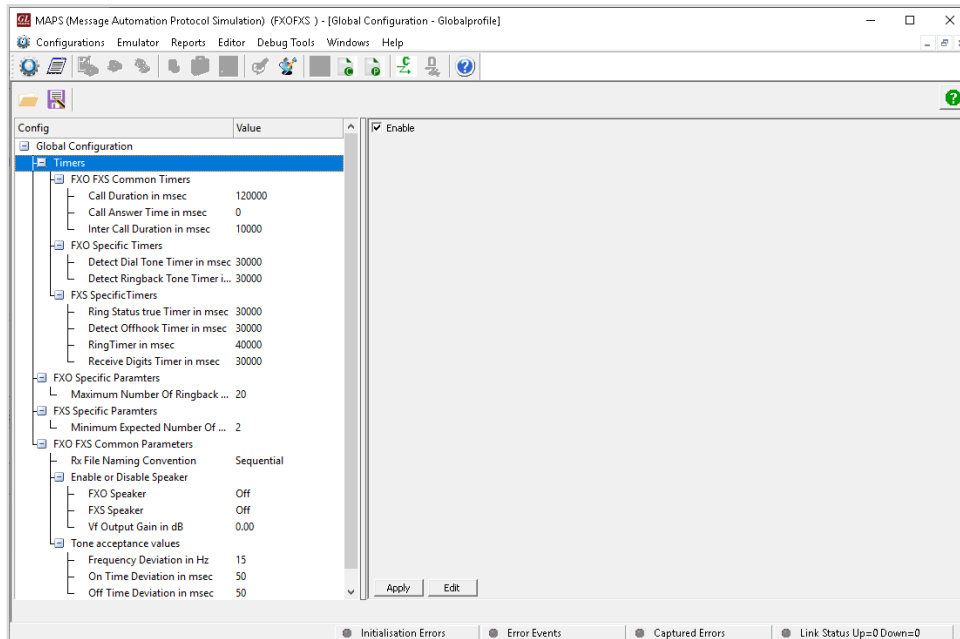 GL MAPS (Message Automation Protocol Simulation) (FXOFXS ) - [Global Configuration - Globalprofile]
Configurations Emulator Reports Editor Debug Tools Windows Help
Config Value
Enable
Global Configuration
Timers
FXO FXS Common Timers
Call Duration in msec 120000
Call Answer Time in msec 0
Inter Call Duration in msec 10000
FXO Specific Timers
Detect Dial Tone Timer in msec 30000
Detect Ringback Tone Timer i... 30000
FXS SpecificTimers
Ring Status true Timer in msec 30000
Detect Offhook Timer in msec 30000
RingTimer in msec 40000
Receive Digits Timer in msec 30000
FXO Specific Paramters
Maximum Number Of Ringback ... 20
FXS Specific Paramters
Minimum Expected Number Of ... 2
FXO FXS Common Parameters
Rx File Naming Convention Sequential
Enable or Disable Speaker
FXO Speaker Off
FXS Speaker Off
Vf Output Gain in dB 0.00
Tone acceptance values
Frequency Deviation in Hz 15
On Time Deviation in msec 50
Off Time Deviation in msec 50
Apply Edit
Initialisation Errors Error Events Captured Errors Link Status Up=0 Down=0